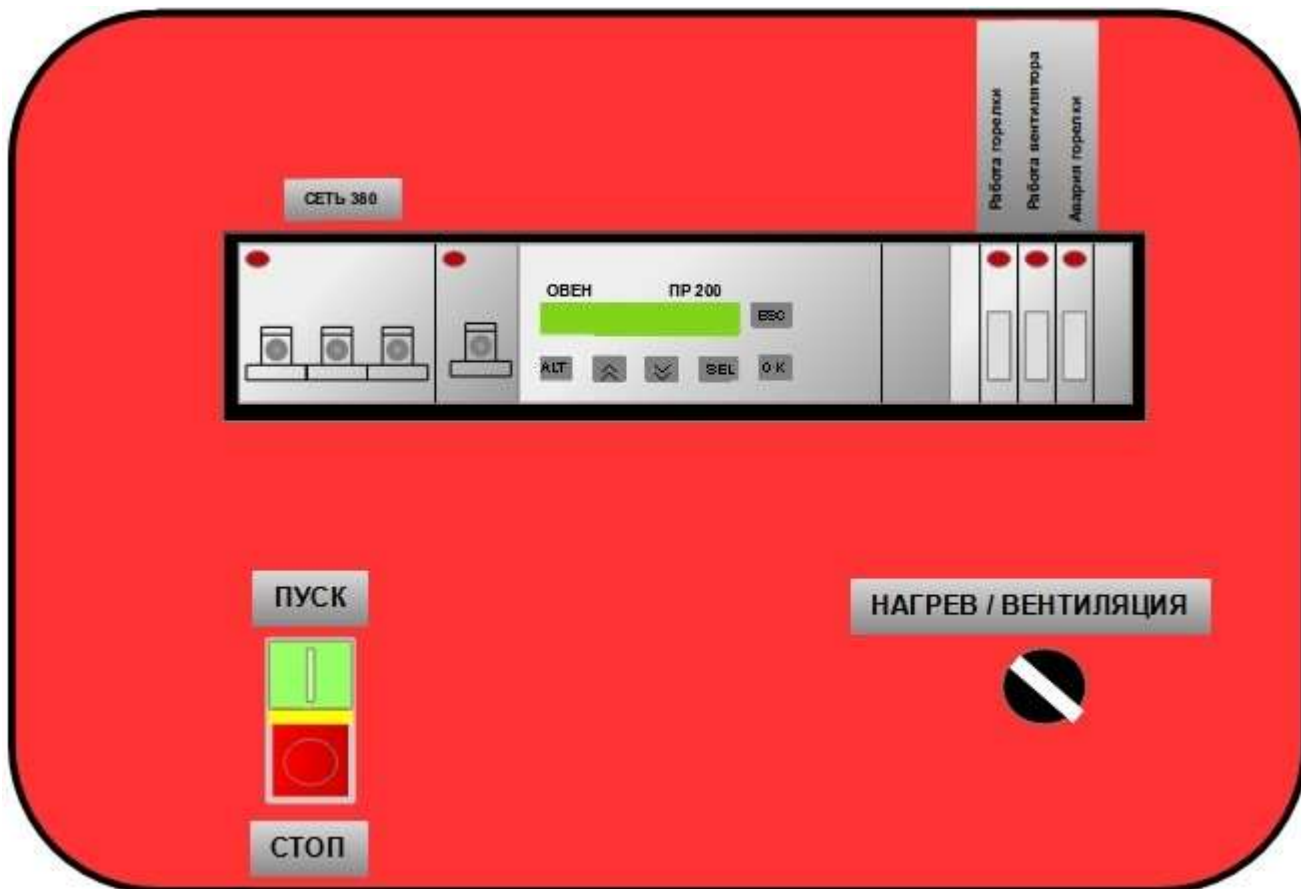 Работа горелки
Работа вентилятора
Авария горелки
СЕТЬ 380
ОВЕН ПР 200
ESC
ALT SEL OK
ПУСК
НАГРЕВ / ВЕНТИЛЯЦИЯ
СТОП